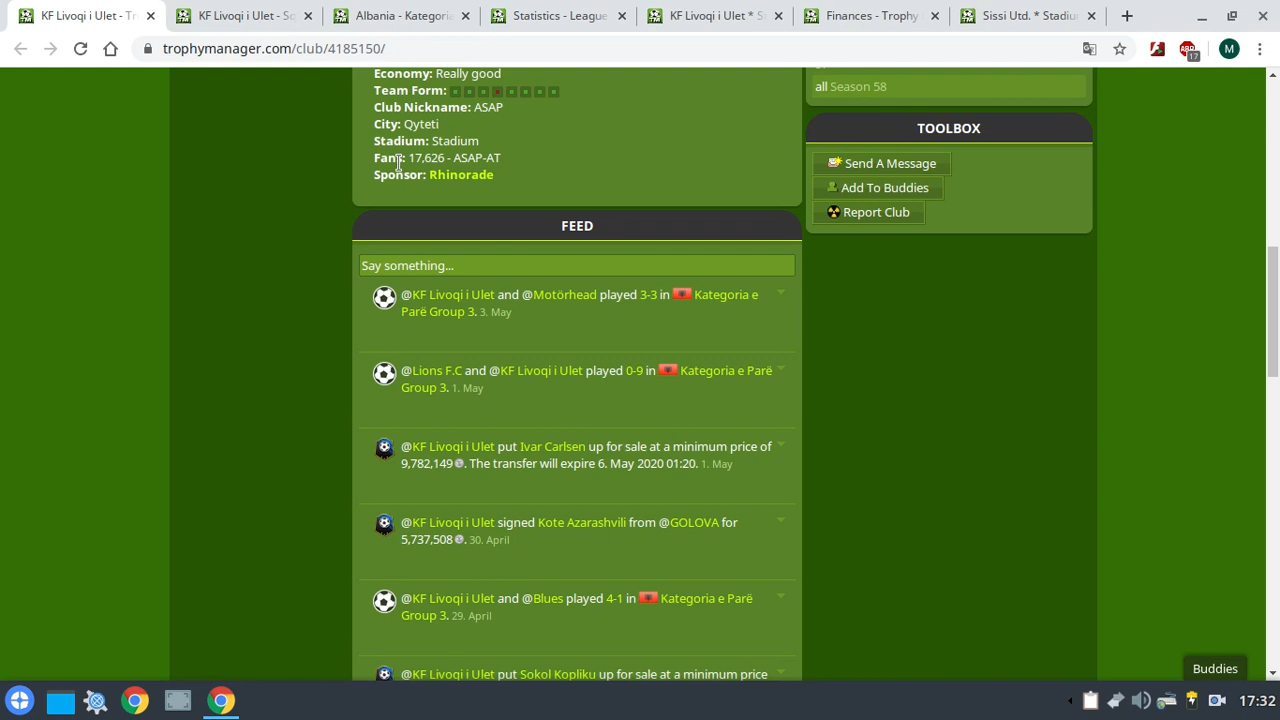 KF Livoqi i Ulet - Tr
KF Livoqi i Ulet - Sq
Albania - Kategoria
Statistics - League
KF Livoqi i Ulet * S
Finances - Trophy
Sissi Utd. * Stadiu
trophymanager.com/club/4185150/
17
M
Economy: Really good
Team Form:
Club Nickname: ASAP
City: Qyteti
Stadium: Stadium
Fans: 17,626 - ASAP-AT
Sponsor: Rhinorade
all Season 58
TOOLBOX
Send A Message
Add To Buddies
Report Club
FEED
Say something...
@KF Livoqi i Ulet and @Motörhead played 3-3 in Kategoria e
Parë Group 3. 3. May
@Lions F.C and @KF Livoqi i Ulet played 0-9 in Kategoria e Parë
Group 3. 1. May
@KF Livoqi i Ulet put Ivar Carlsen up for sale at a minimum price of
9,782,149. The transfer will expire 6. May 2020 01:20. 1. May
@KF Livoqi i Ulet signed Kote Azarashvili from @GOLOVA for
5,737,508. 30. April
@KF Livoqi i Ulet and @Blues played 4-1 in Kategoria e Parë
Group 3. 29. April
@KF Livoqi i Ulet put Sokol Kopliku up for sale at a minimum price
Buddies
17:32